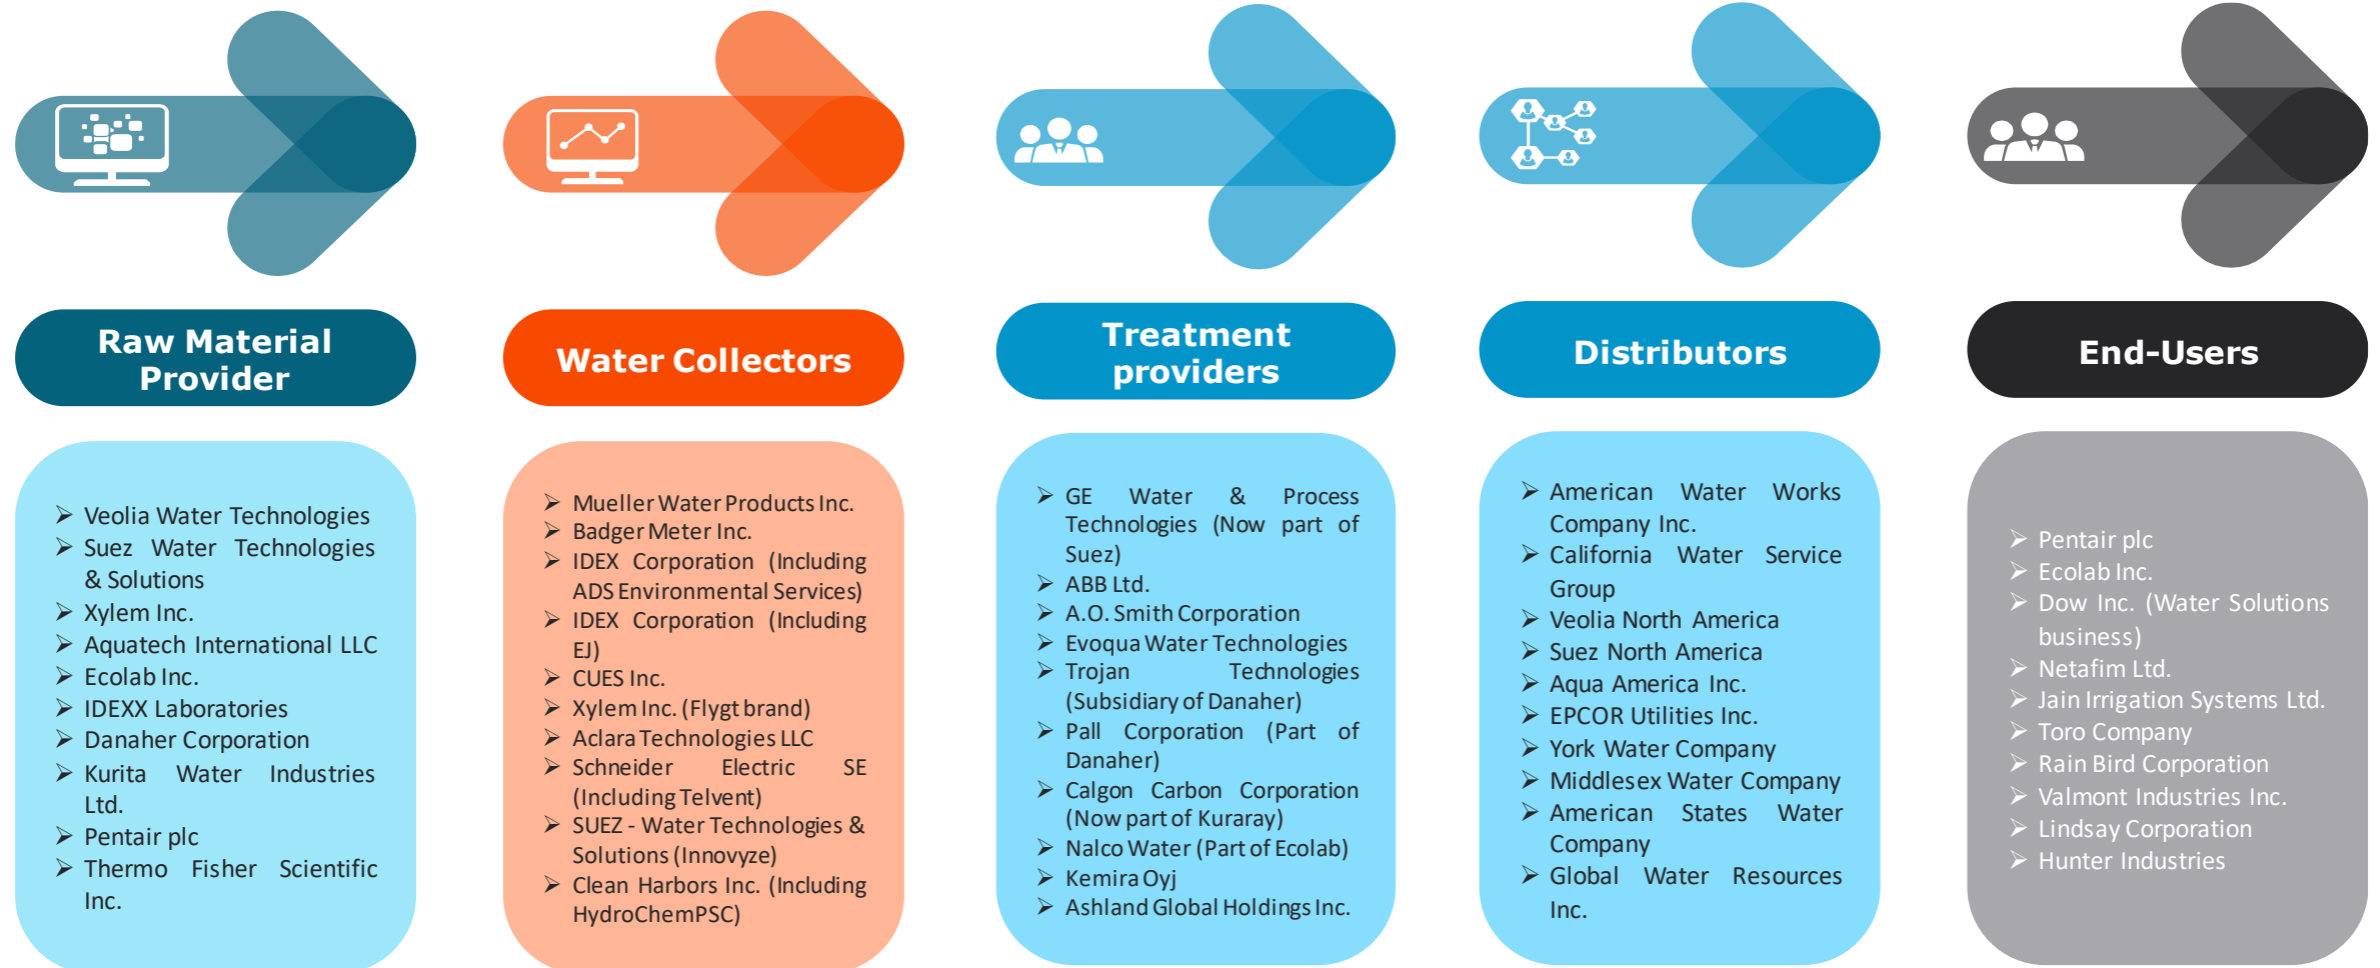 Raw Material
Provider
Veolia Water Technologies
Suez Water Technologies
& Solutions
Xylem Inc.
Aquatech International LLC
Ecolab Inc.
IDEXX Laboratories
Danaher Corporation
Kurita Water Industries
Ltd.
Pentair plc
Thermo Fisher Scientific
Inc.
Water Collectors
Mueller Water Products Inc.
Badger Meter Inc.
IDEX Corporation (Including
ADS Environmental Services)
IDEX Corporation (Including
EJ)
CUES Inc.
Xylem Inc. (Flygt brand)
Aclara Technologies LLC
Schneider Electric SE
(Including Telvent)
SUEZ - Water Technologies &
Solutions (Innovyze)
Clean Harbors Inc. (Including
HydroChemPSC)
Treatment
providers
GE Water & Process
Technologies (Now part of
Suez)
ABB Ltd.
A.O. Smith Corporation
Evoqua Water Technologies
Trojan Technologies
(Subsidiary of Danaher)
Pall Corporation (Part of
Danaher)
Calgon Carbon Corporation
(Now part of Kuraray)
Nalco Water (Part of Ecolab)
Kemira Oyj
Ashland Global Holdings Inc.
Distributors
American Water Works
Company Inc.
California Water Service
Group
Veolia North America
Suez North America
Aqua America Inc.
EPCOR Utilities Inc.
York Water Company
Middlesex Water Company
American States Water
Company
Global Water Resources
Inc.
End-Users
Pentair plc
Ecolab Inc.
Dow Inc. (Water Solutions
business)
Netafim Ltd.
Jain Irrigation Systems Ltd.
Toro Company
Rain Bird Corporation
Valmont Industries Inc.
Lindsay Corporation
Hunter Industries